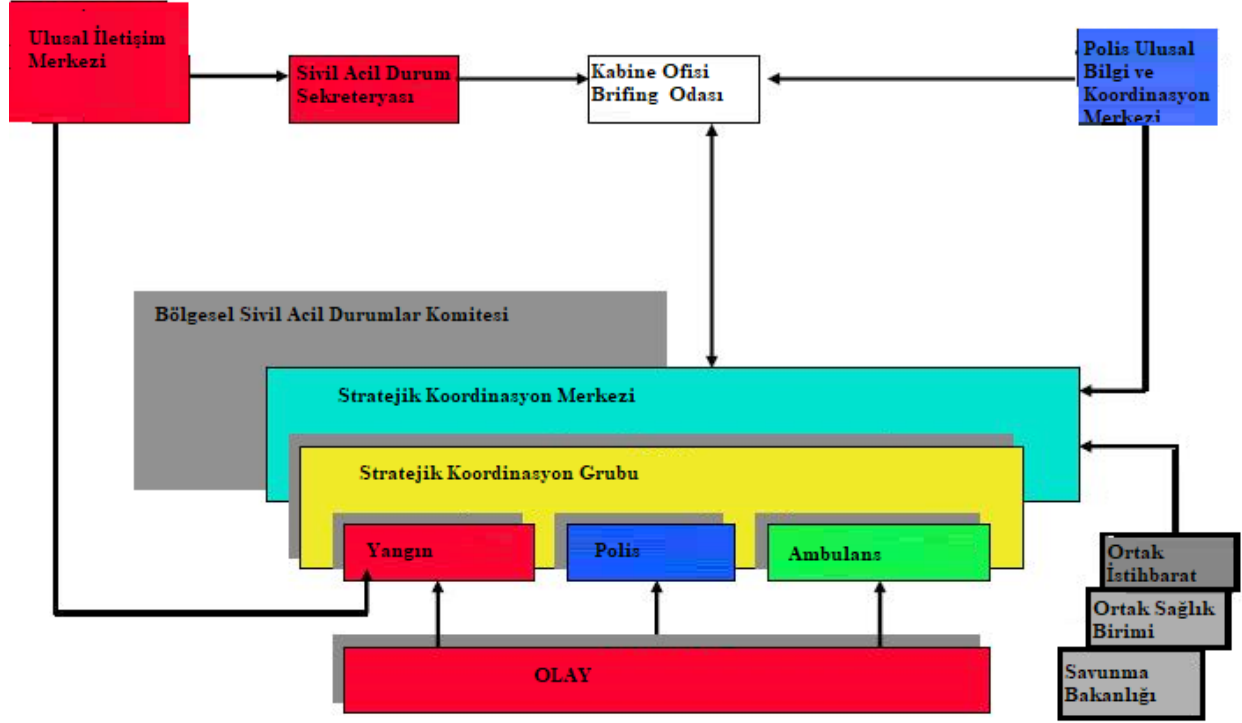 Ulusal İletişim
Merkezi
Sivil Acil Durum
Sekreteryası
Kabine Ofisi
Brifing Odası
Polis Ulusal
Bilgi ve
Koordinasyon
Merkezi
Bölgesel Sivil Acil Durumlar Komitesi
Stratejik Koordinasyon Merkezi
Stratejik Koordinasyon Grubu
Yangın
Polis
Ambulans
Ortak
İstihbarat
Ortak Sağlık
Birimi
Savunma
Bakanlığı
OLAY